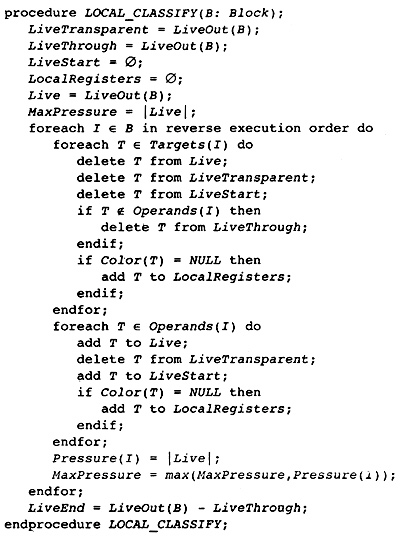 procedure LOCAL_CLASSIFY(B: Block);
LiveTransparent = LiveOut(B);
LiveThrough = LiveOut(B);
LiveStart = ∅;
LocalRegisters = ∅;
Live = LiveOut(B);
MaxPressure = |Live|;
foreach I ∈ B in reverse execution order do
foreach T ∈ Targets(I) do
delete T from Live;
delete T from LiveTransparent;
delete T from LiveStart;
if T ∉ Operands(I) then
delete T from LiveThrough;
endif;
if Color(T) = NULL then
add T to LocalRegisters;
endif;
endfor;
foreach T ∈ Operands(I) do
add T to Live;
delete T from LiveTransparent;
add T to LiveStart;
if Color(T) = NULL then
add T to LocalRegisters;
endif;
endfor;
Pressure(I) = |Live|;
MaxPressure = max(MaxPressure,Pressure(I));
endfor;
LiveEnd = LiveOut(B) - LiveThrough;
endprocedure LOCAL_CLASSIFY;